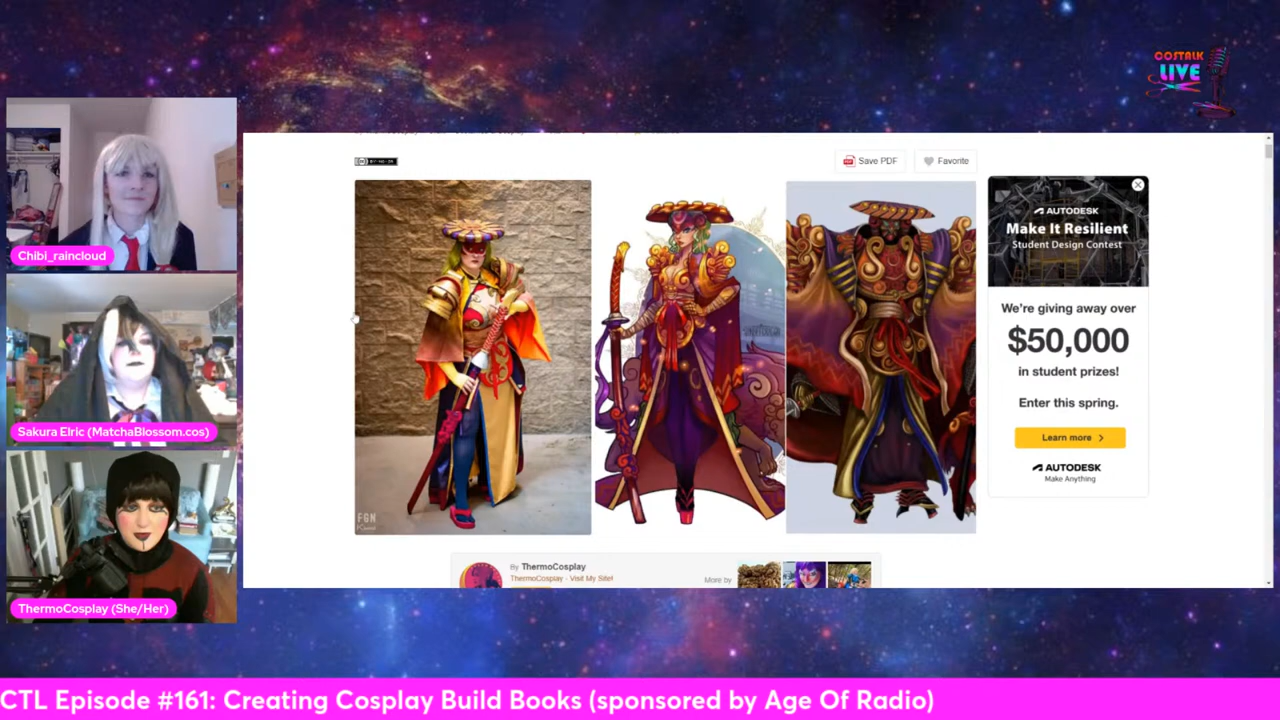 COSTALK
LIVE
Chibi_raincloud
Sakura Elric (MatchaBlossom.cos)
ThermoCosplay (She/Her)
Save PDF
Favorite
FGN
AUTODESK
Make It Resilient
Student Design Contest
We're giving away over
$50,000
in student prizes!
Enter this spring.
Learn more
AUTODESK
Make Anything
By ThermoCosplay
ThermoCosplay - Visit My Site!
More by
CTL Episode #161: Creating Cosplay Build Books (sponsored by Age Of Radio)